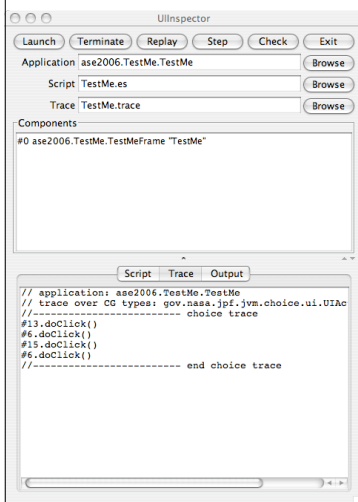 UIInspector
Launch Terminate Replay Step Check Exit
Application ase2006.TestMe.TestMe Browse
Script TestMe.es Browse
Trace TestMe.trace Browse
Components
#0 ase2006.TestMe.TestMeFrame "TestMe"
Script Trace Output
// application: ase2006.TestMe.TestMe
// trace over CG types: gov.nasa.jpf.jvm.choice.ui.UIAc
//------------------------- choice trace
#13.doClick()
#6.doClick()
#15.doClick()
#6.doClick()
//------------------------- end choice trace